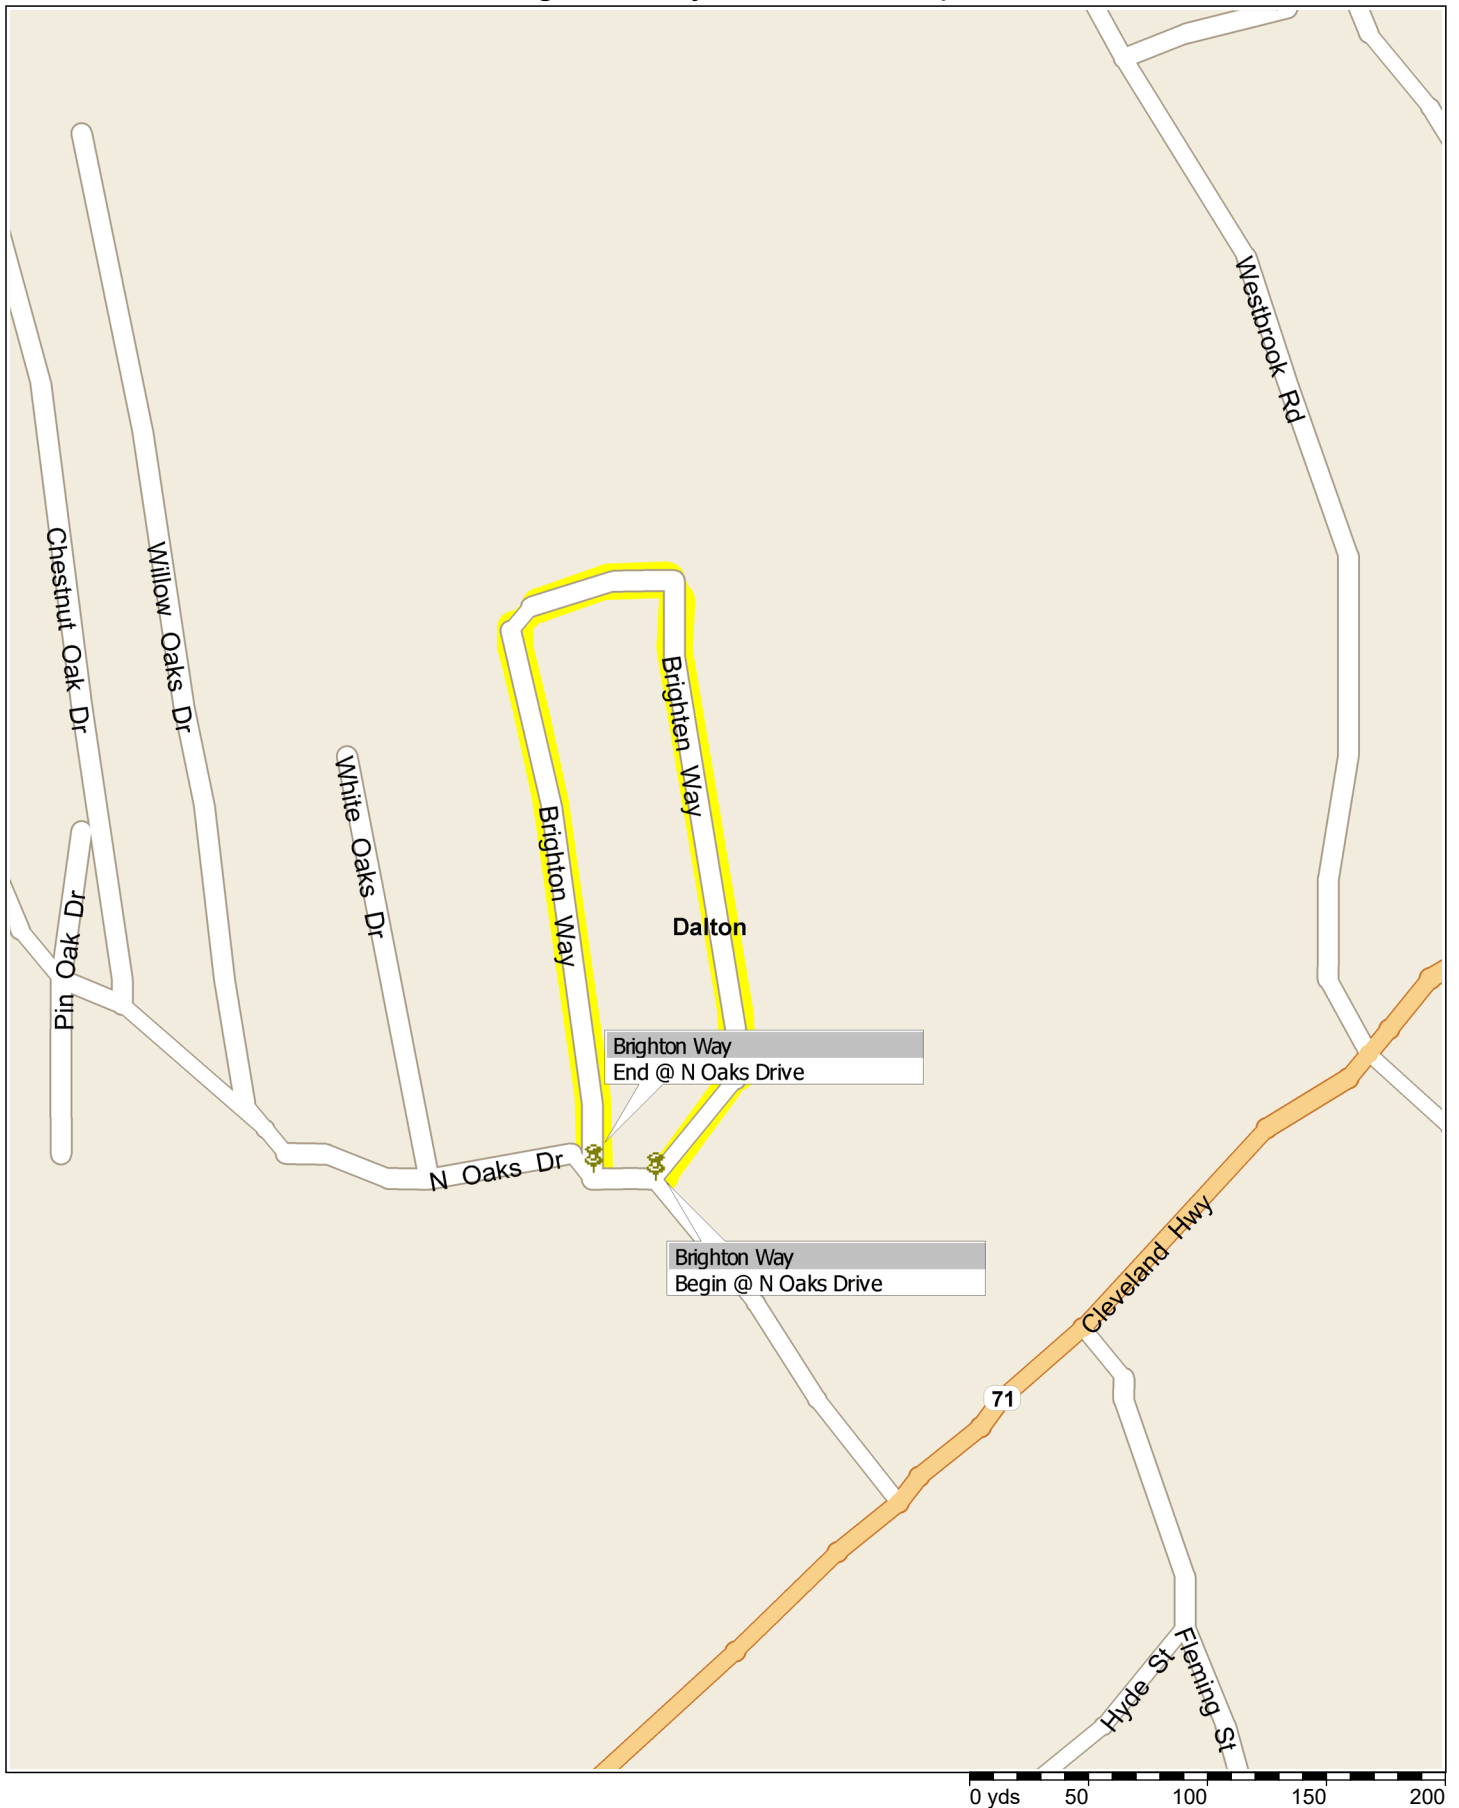 Westbrook Rd
Chestnut Oak Dr
Willow Oaks Dr
Brighten Way
White Oaks Dr
Brighton Way
Pin Oak Dr
Dalton
Brighton Way
End @ N Oaks Drive
N Oaks Dr
Brighton Way
Begin @ N Oaks Drive
Cleveland Hwy
71
Hyde St
Fleming St
0 yds 50 100 150 200